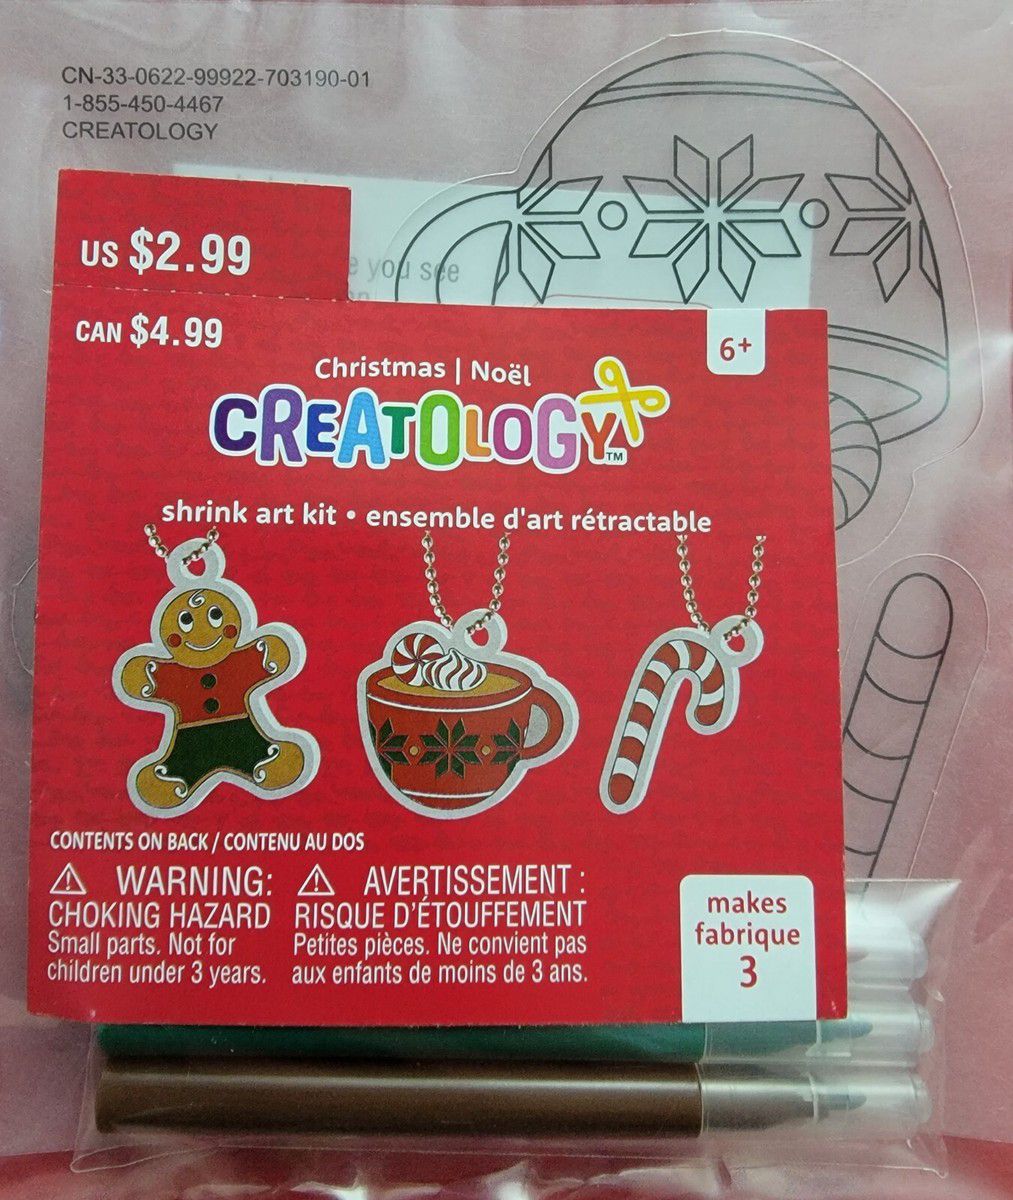 CN-33-0622-99922-703190-01
1-855-450-4467
CREATOLOGY
US $2.99
you see
CAN $4.99
6+
Christmas | Noël
CREATOLOGY™
shrink art kit • ensemble d'art rétractable
CONTENTS ON BACK / CONTENU AU DOS
⚠ WARNING:
CHOKING HAZARD
Small parts. Not for
children under 3 years.
⚠ AVERTISSEMENT :
RISQUE D'ÉTOUFFEMENT
Petites pièces. Ne convient pas
aux enfants de moins de 3 ans.
makes
fabrique
3